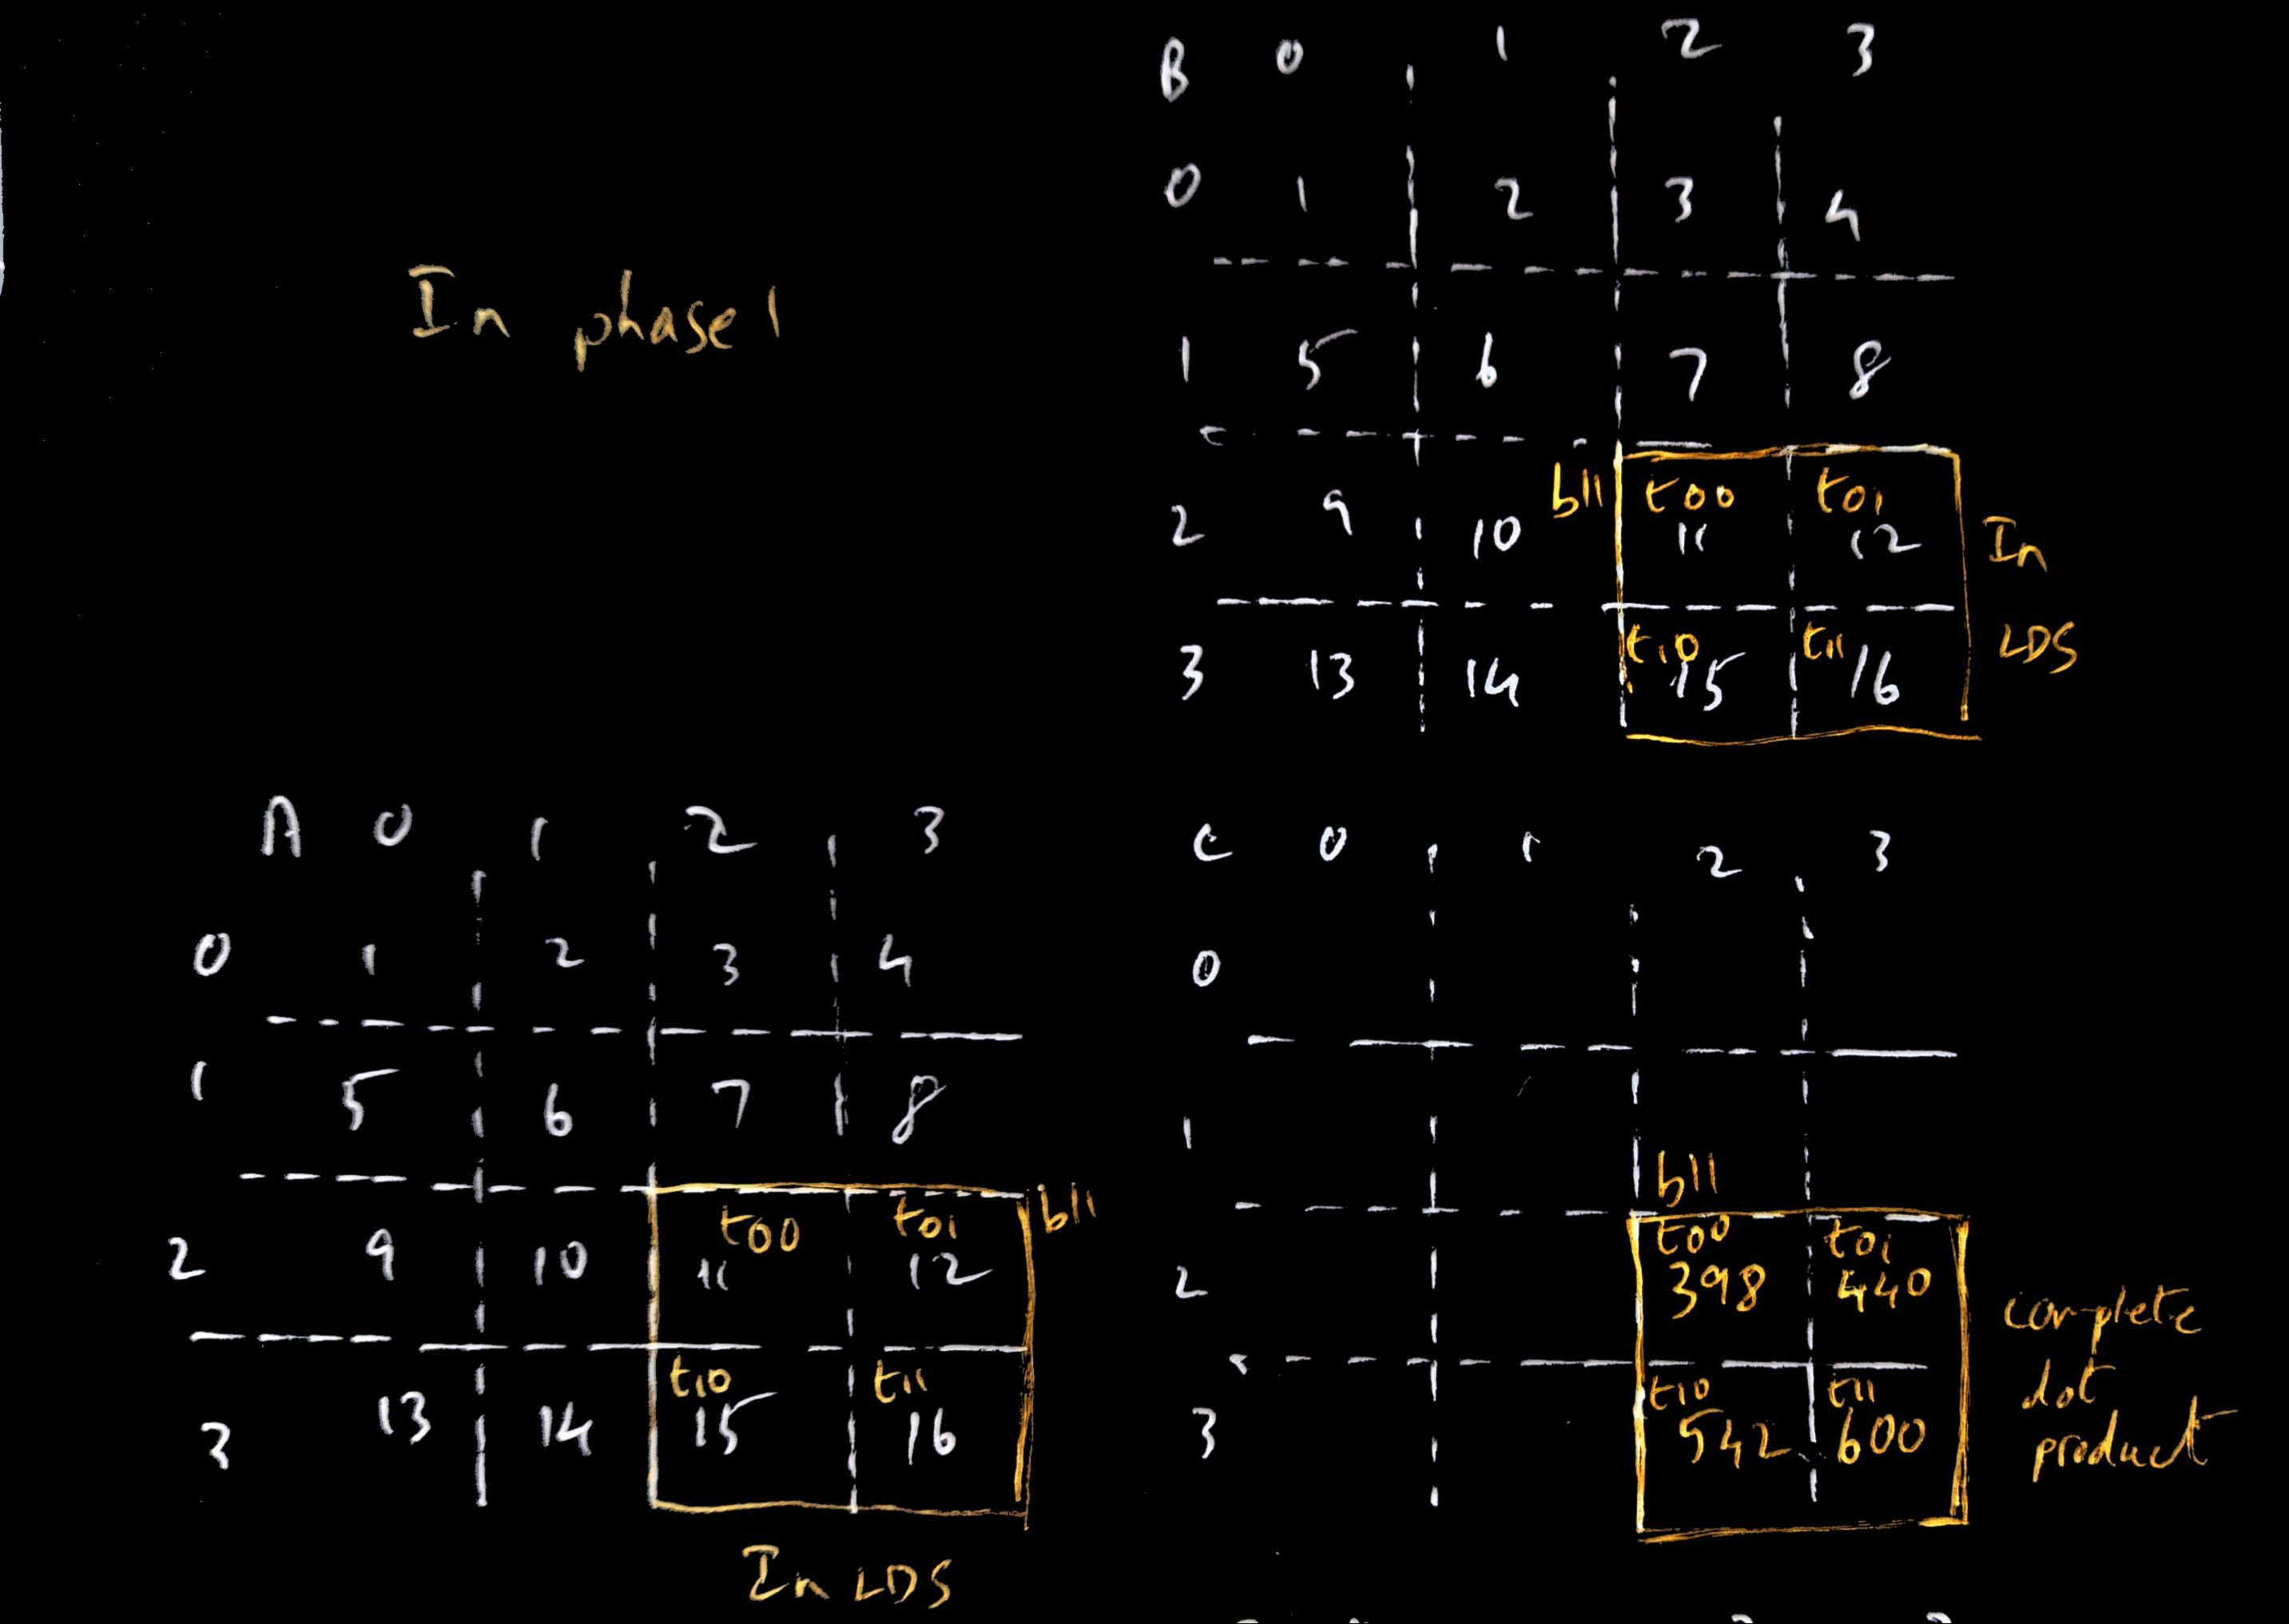 In phase 1
B 0 1 2 3
0 1 2 3 4
1 5 6 7 8
b11 t00 t01
2 9 10 11 12 In
t10 t11 LDS
3 13 14 15 16
A 0 1 2 3
0 1 2 3 4
1 5 6 7 8
t00 t01 b11
2 9 10 11 12
t10 t11
3 13 14 15 16
In LDS
C 0 1 2 3
0
1
b11
t00 t01
2 398 440 complete
t10 t11 dot
3 542 600 product